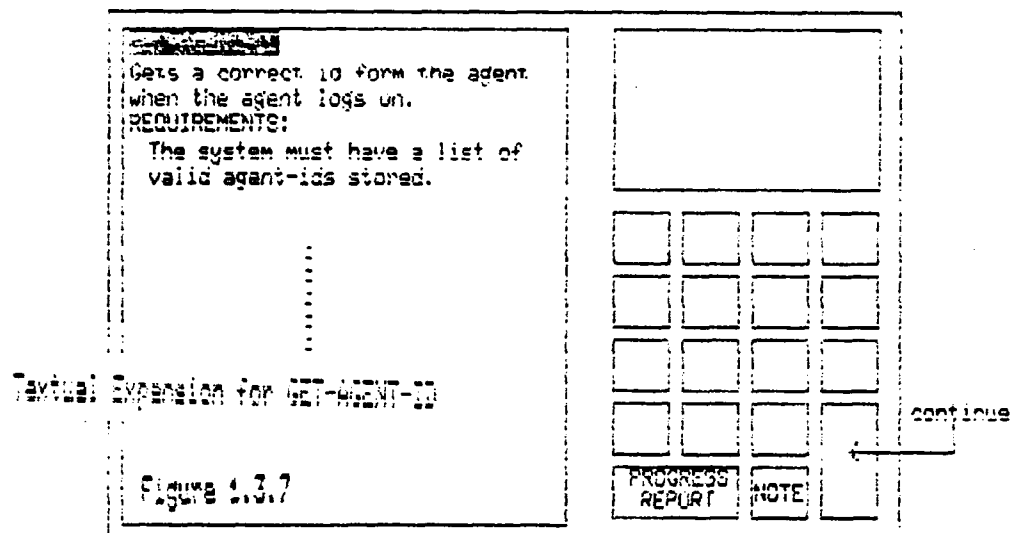 Gets a correct id form the agent
when the agent logs on.
REQUIREMENTS:
The system must have a list of
valid agent-ids stored.
Textual Expansion for GET-AGENT-ID
continue
PROGRESS
REPORT
NOTE
Figure 4.3.7